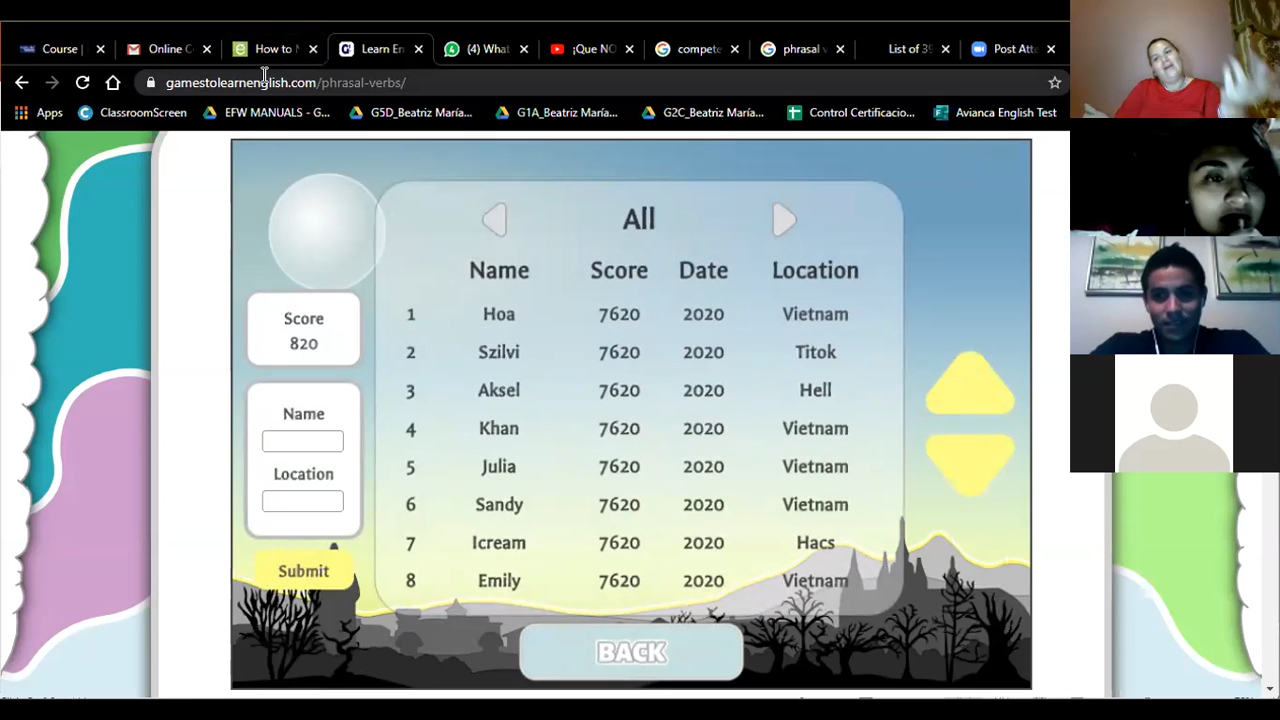 Course |
Online C
How to M
Learn En
(4) What
¡Que NO
compete
phrasal v
List of 39
Post Atte
gamestolearnenglish.com/phrasal-verbs/
Apps
ClassroomScreen
EFW MANUALS - G...
G5D_Beatriz María...
G1A_Beatriz María...
G2C_Beatriz María...
Control Certificacio...
Avianca English Test
All
Name Score Date Location
1 Hoa 7620 2020 Vietnam
2 Szilvi 7620 2020 Titok
3 Aksel 7620 2020 Hell
4 Khan 7620 2020 Vietnam
5 Julia 7620 2020 Vietnam
6 Sandy 7620 2020 Vietnam
7 Icream 7620 2020 Hacs
8 Emily 7620 2020 Vietnam
Score
820
Name
Location
Submit
BACK